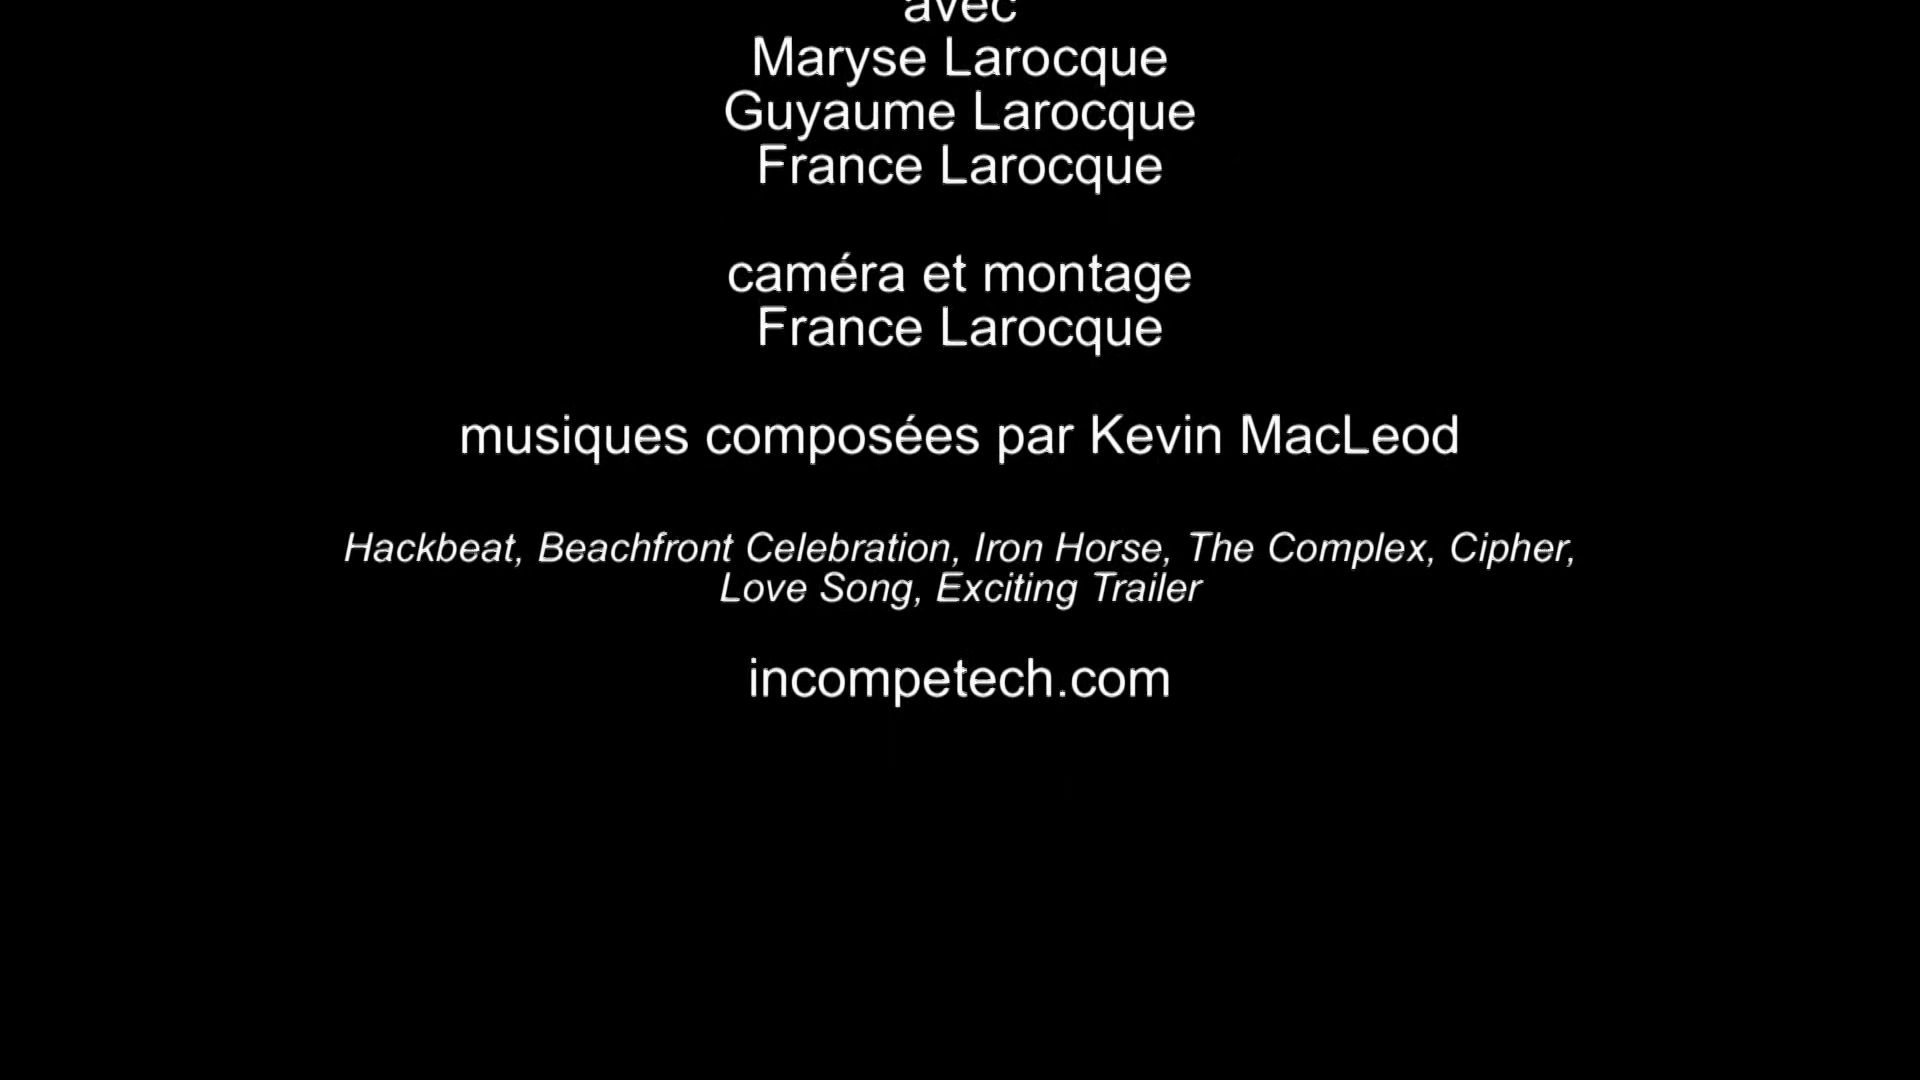 avec
Maryse Larocque
Guyaume Larocque
France Larocque
caméra et montage
France Larocque
musiques composées par Kevin MacLeod
Hackbeat, Beachfront Celebration, Iron Horse, The Complex, Cipher,
Love Song, Exciting Trailer
incompetech.com